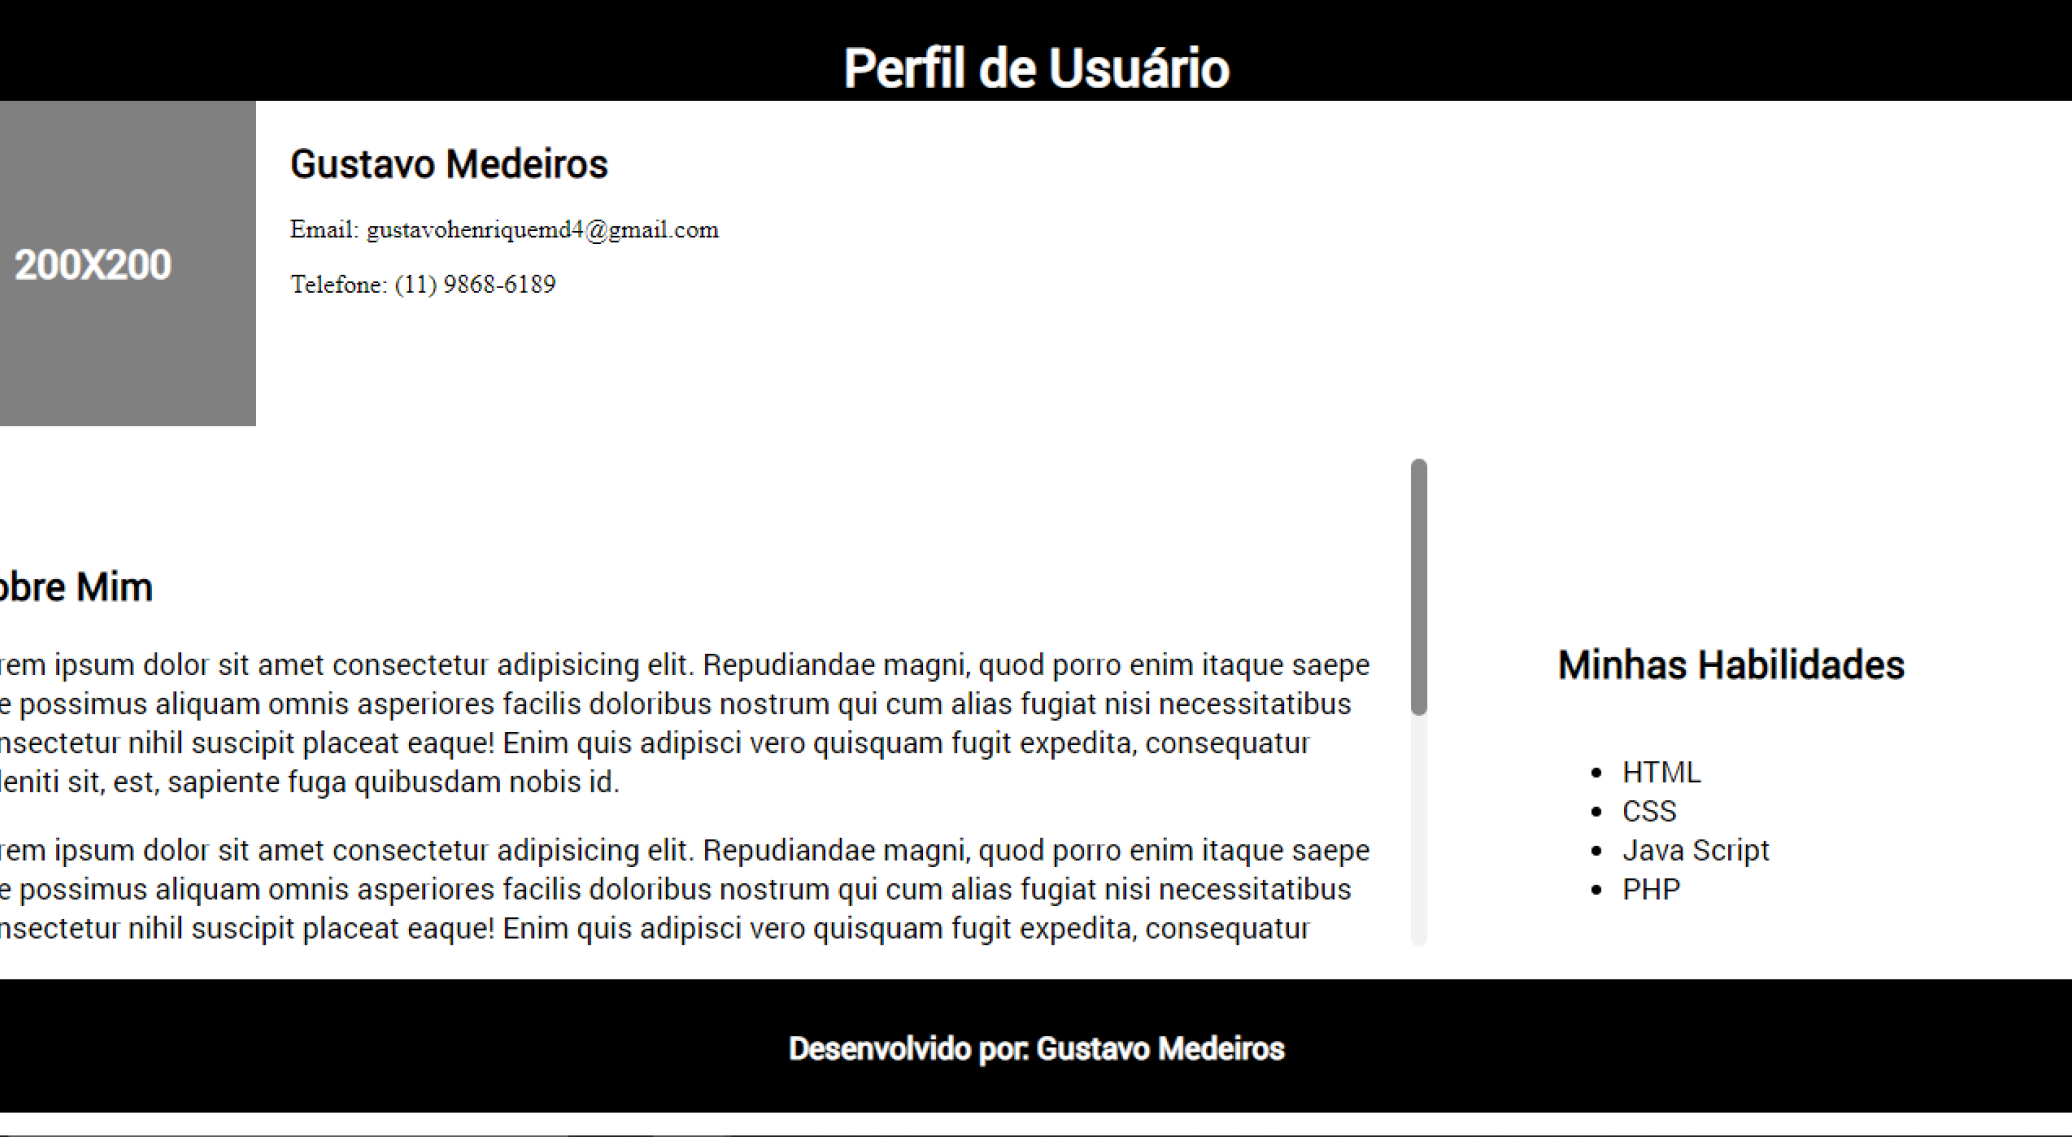 Perfil de Usuário
Gustavo Medeiros
Email: gustavohenriquemd4@gmail.com
200X200
Telefone: (11) 9868-6189
obre Mim
rem ipsum dolor sit amet consectetur adipisicing elit. Repudiandae magni, quod porro enim itaque saepe
e possimus aliquam omnis asperiores facilis doloribus nostrum qui cum alias fugiat nisi necessitatibus
nsectetur nihil suscipit placeat eaque! Enim quis adipisci vero quisquam fugit expedita, consequatur
leniti sit, est, sapiente fuga quibusdam nobis id.
rem ipsum dolor sit amet consectetur adipisicing elit. Repudiandae magni, quod porro enim itaque saepe
e possimus aliquam omnis asperiores facilis doloribus nostrum qui cum alias fugiat nisi necessitatibus
nsectetur nihil suscipit placeat eaque! Enim quis adipisci vero quisquam fugit expedita, consequatur
Minhas Habilidades
HTML
CSS
Java Script
PHP
Desenvolvido por: Gustavo Medeiros